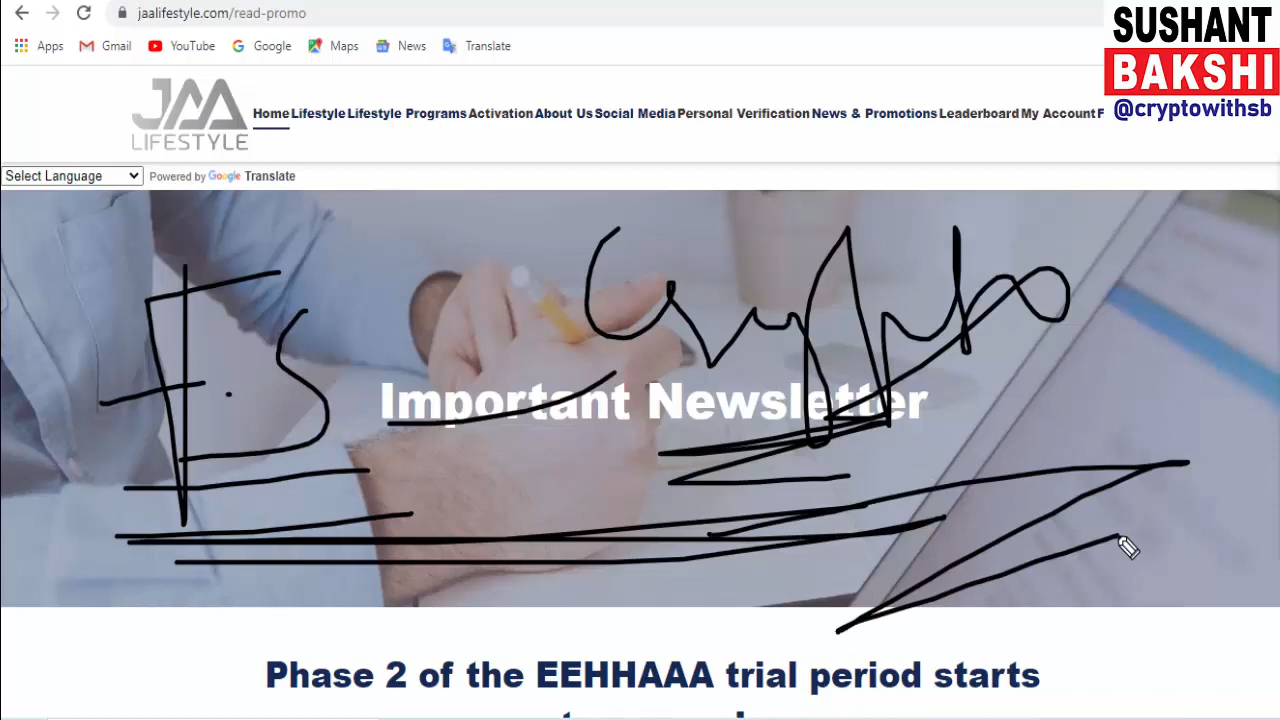 jaalifestyle.com/read-promo
SUSHANT
BAKSHI
@cryptowithsb
Apps Gmail YouTube Google Maps News Translate
JAA
LIFESTYLE
Home Lifestyle Lifestyle Programs Activation About Us Social Media Personal Verification News & Promotions Leaderboard My Account F
Select Language Powered by Google Translate
F.S Crypto
Important Newsletter
Phase 2 of the EEHHAAA trial period starts